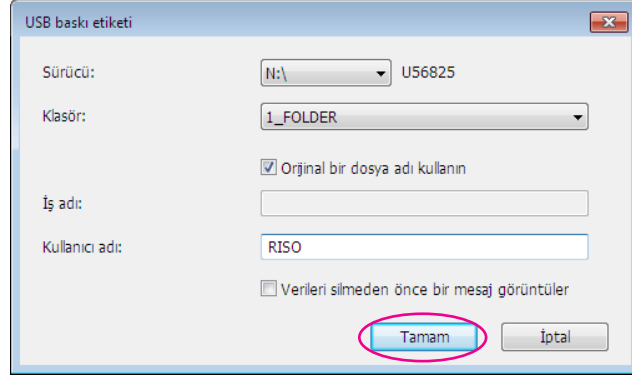 USB baskı etiketi
Sürücü: N:\ U56825
Klasör: 1_FOLDER
Orijinal bir dosya adı kullanın
İş adı:
Kullanıcı adı: RISO
Verileri silmeden önce bir mesaj görüntüler
Tamam İptal